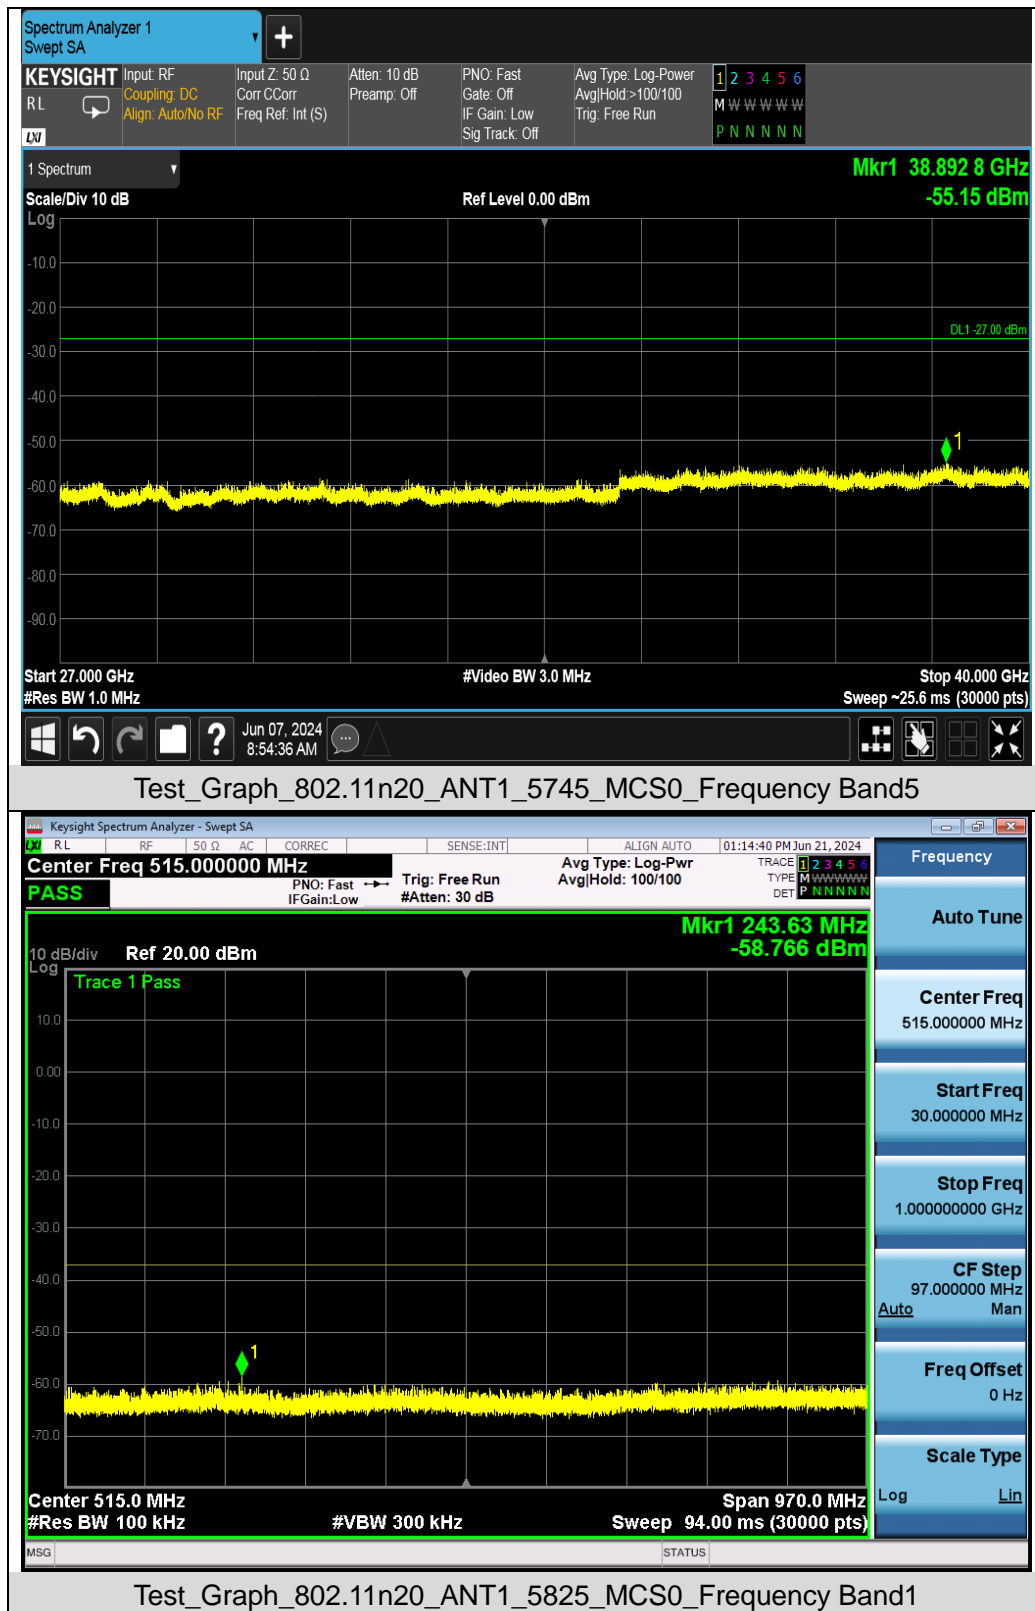 Spectrum Analyzer 1
Swept SA
KEYSIGHT
RL
LXI
Input: RF
Coupling: DC
Align: Auto/No RF
Input Z: 50 Ω
Corr CCorr
Freq Ref: Int (S)
Atten: 10 dB
Preamp: Off
PNO: Fast
Gate: Off
IF Gain: Low
Sig Track: Off
Avg Type: Log-Power
Avg|Hold:>100/100
Trig: Free Run
1 2 3 4 5 6
M W W W W W
P N N N N N
1 Spectrum
Mkr1 38.892 8 GHz
Scale/Div 10 dB
Ref Level 0.00 dBm
-55.15 dBm
Log
-10.0
-20.0
DL1 -27.00 dBm
-30.0
-40.0
-50.0
1
-60.0
-70.0
-80.0
-90.0
Start 27.000 GHz
#Video BW 3.0 MHz
Stop 40.000 GHz
#Res BW 1.0 MHz
Sweep ~25.6 ms (30000 pts)
Jun 07, 2024
8:54:36 AM
Test_Graph_802.11n20_ANT1_5745_MCS0_Frequency Band5
Keysight Spectrum Analyzer - Swept SA
LXI RL RF 50 Ω AC CORREC SENSE:INT ALIGN AUTO 01:14:40 PM Jun 21, 2024
Center Freq 515.000000 MHz
PASS
PNO: Fast
IFGain:Low
Trig: Free Run
#Atten: 30 dB
Avg Type: Log-Pwr
Avg|Hold: 100/100
TRACE 1 2 3 4 5 6
TYPE M W W W W W
DET P N N N N N
Frequency
Mkr1 243.63 MHz
10 dB/div Ref 20.00 dBm
-58.766 dBm
Log
Trace 1 Pass
10.0
0.00
-10.0
-20.0
-30.0
-40.0
-50.0
1
-60.0
-70.0
Center 515.0 MHz
Span 970.0 MHz
#Res BW 100 kHz
#VBW 300 kHz
Sweep 94.00 ms (30000 pts)
Auto Tune
Center Freq
515.000000 MHz
Start Freq
30.000000 MHz
Stop Freq
1.000000000 GHz
CF Step
97.000000 MHz
Auto Man
Freq Offset
0 Hz
Scale Type
Log Lin
MSG
STATUS
Test_Graph_802.11n20_ANT1_5825_MCS0_Frequency Band1